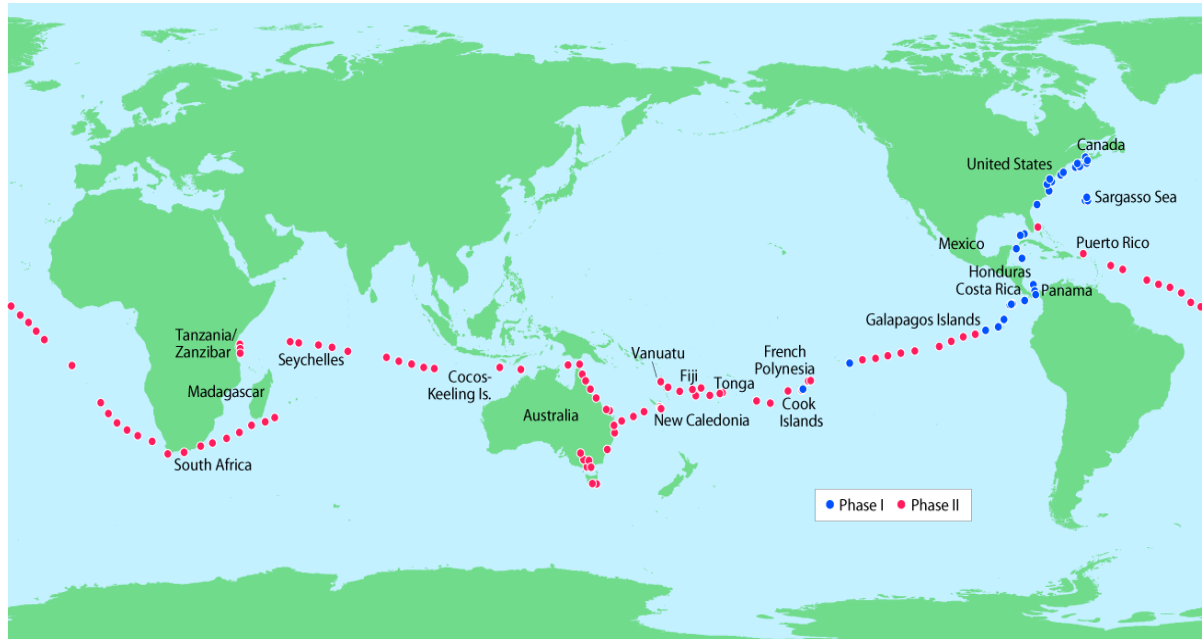 Canada
United States
Sargasso Sea
Mexico
Puerto Rico
Honduras
Costa Rica
Panama
Galapagos Islands
Tanzania/
Zanzibar
Seychelles
Vanuatu
French
Polynesia
Cocos-
Keeling Is.
Fiji
Tonga
Madagascar
Australia
New Caledonia
Cook
Islands
South Africa
Phase I
Phase II